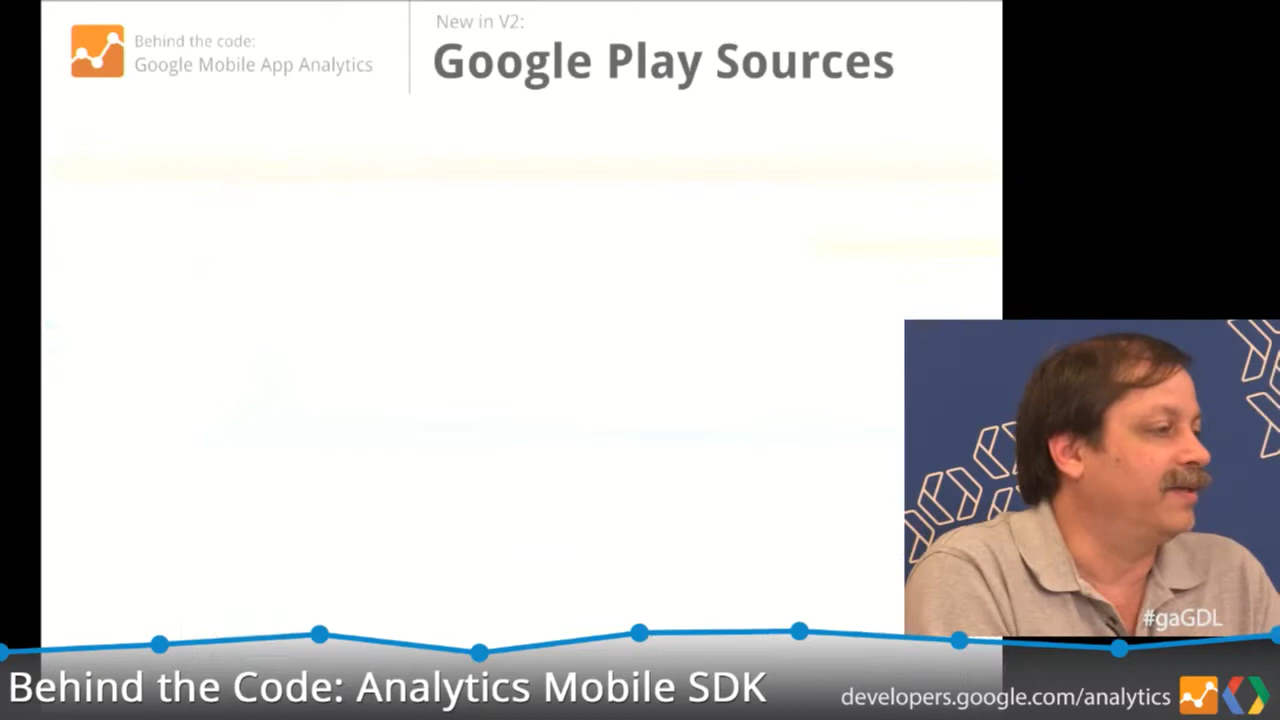 Behind the code:
Google Mobile App Analytics
New in V2:
Google Play Sources
#gaGDL
Behind the Code: Analytics Mobile SDK
developers.google.com/analytics